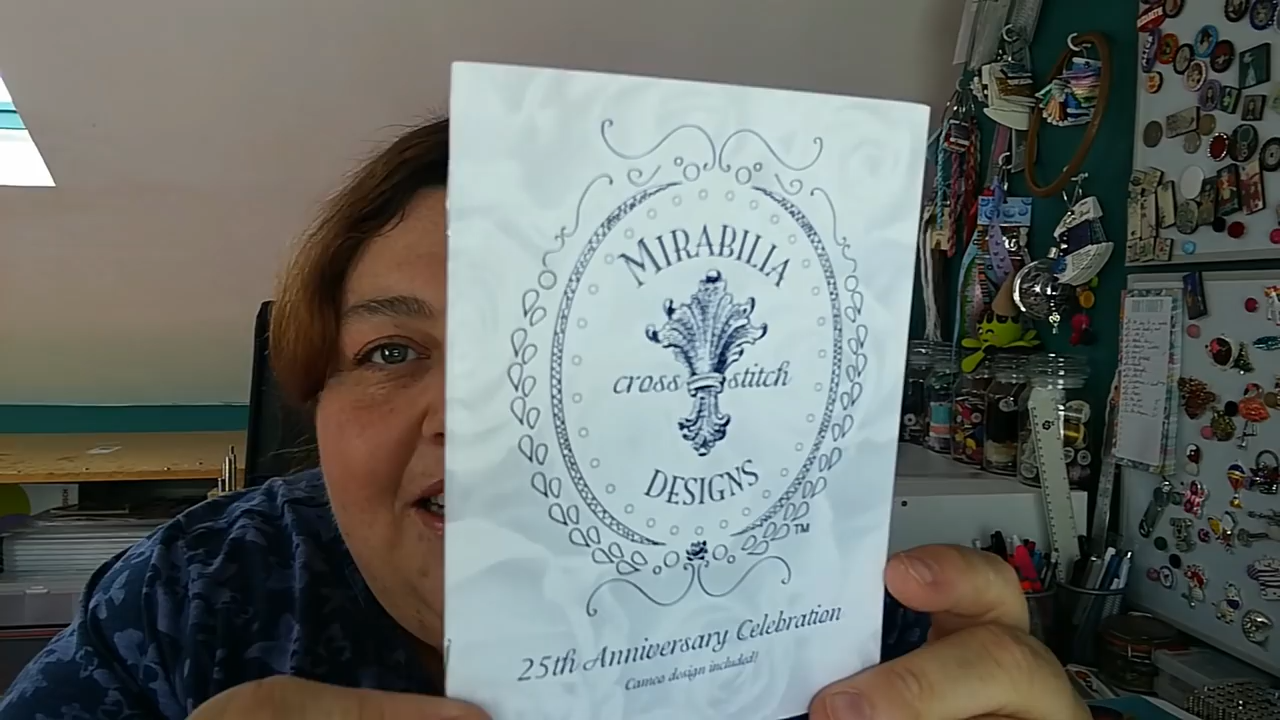 MIRABILIA
cross stitch
DESIGNS
TM
25th Anniversary Celebration
Cameo design included!